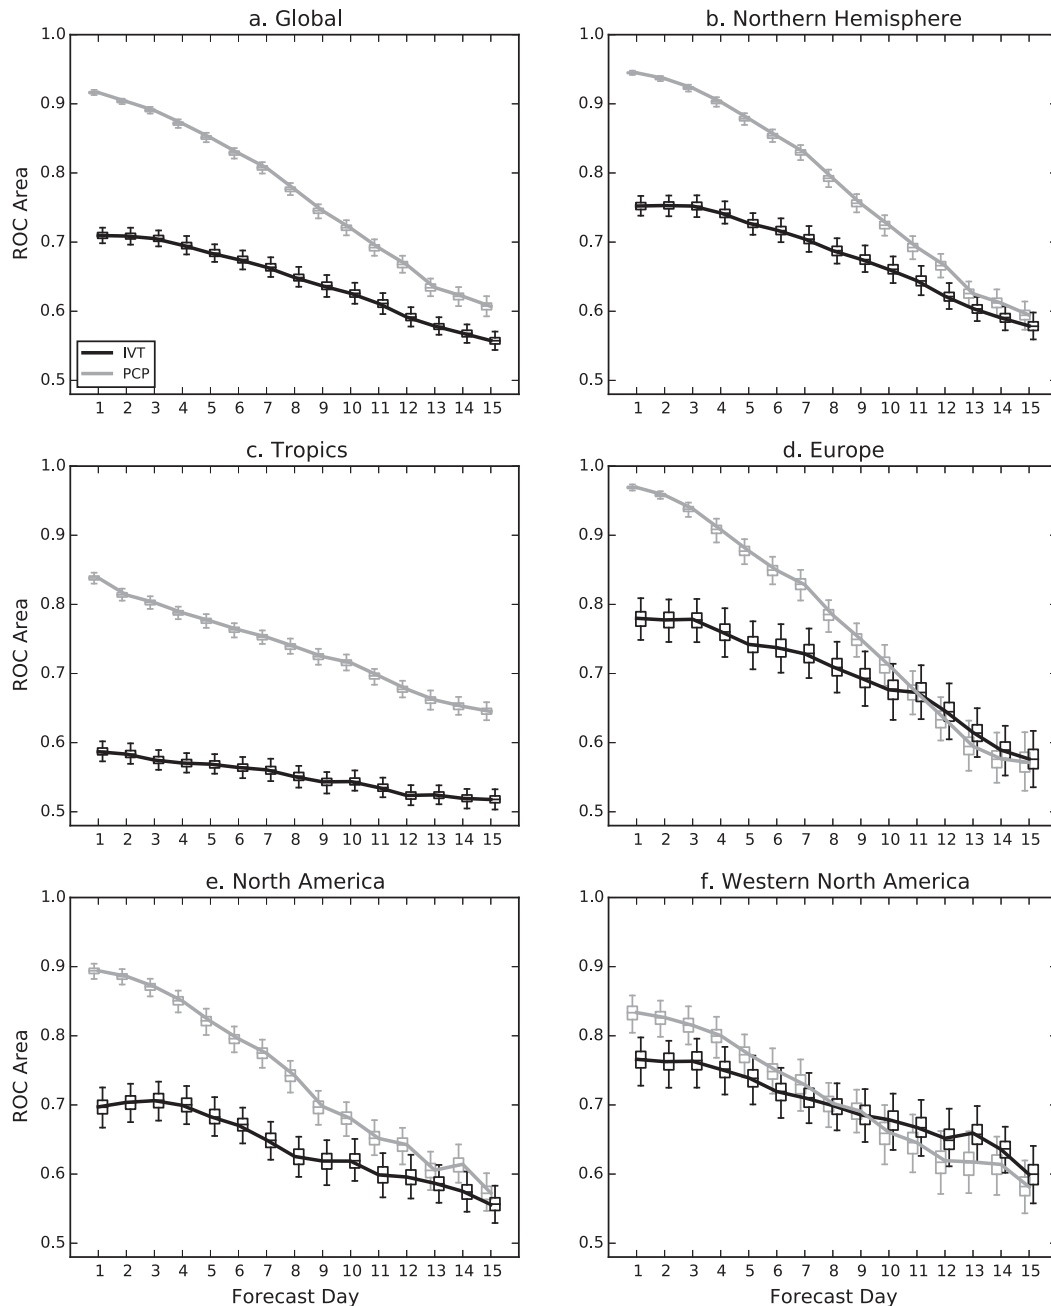 a. Global
b. Northern Hemisphere
1.0
0.9
0.8
0.7
0.6
0.5
ROC Area
IVT
PCP
1 2 3 4 5 6 7 8 9 10 11 12 13 14 15
1.0
0.9
0.8
0.7
0.6
0.5
ROC Area
1 2 3 4 5 6 7 8 9 10 11 12 13 14 15
c. Tropics
d. Europe
1.0
0.9
0.8
0.7
0.6
0.5
ROC Area
1 2 3 4 5 6 7 8 9 10 11 12 13 14 15
1.0
0.9
0.8
0.7
0.6
0.5
ROC Area
1 2 3 4 5 6 7 8 9 10 11 12 13 14 15
e. North America
f. Western North America
1.0
0.9
0.8
0.7
0.6
0.5
ROC Area
1 2 3 4 5 6 7 8 9 10 11 12 13 14 15
Forecast Day
1.0
0.9
0.8
0.7
0.6
0.5
ROC Area
1 2 3 4 5 6 7 8 9 10 11 12 13 14 15
Forecast Day